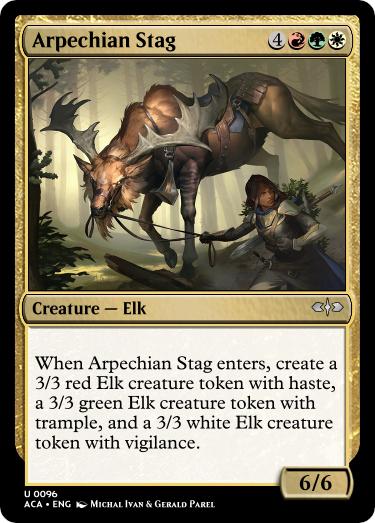 Arpechian Stag 4
Creature — Elk
When Arpechian Stag enters, create a
3/3 red Elk creature token with haste,
a 3/3 green Elk creature token with
trample, and a 3/3 white Elk creature
token with vigilance.
6/6
U 0096
ACA • ENG Michal Ivan & Gerald Parel